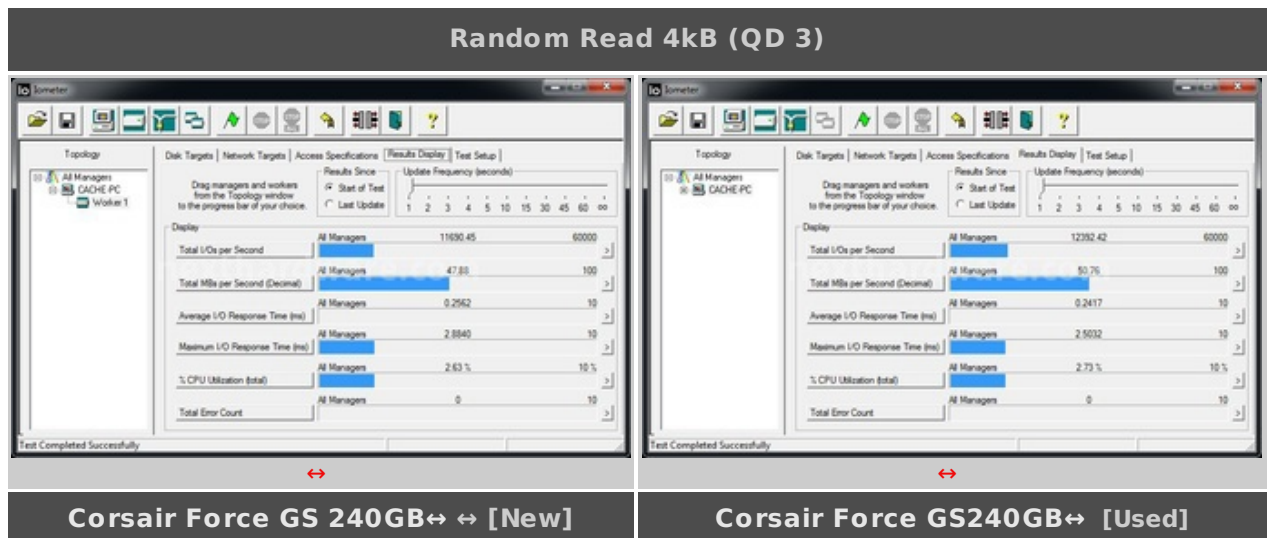 Random Read 4kB (QD 3)
Iometer
Topology
All Managers
CACHE-PC
Worker 1
Disk Targets Network Targets Access Specifications Results Display Test Setup
Drag managers and workers
from the Topology window
to the progress bar of your choice.
Results Since
Start of Test
Last Update
Update Frequency (seconds)
1 2 3 4 5 10 15 30 45 60 oo
Display
All Managers 11690.45 60000
Total I/Os per Second
All Managers 47.88 100
Total MBs per Second (Decimal)
All Managers 0.2562 10
Average I/O Response Time (ms)
All Managers 2.8840 10
Maximum I/O Response Time (ms)
All Managers 2.63 % 10 %
% CPU Utilization (total)
All Managers 0 10
Total Error Count
Test Completed Successfully
↔
Corsair Force GS 240GB↔ ↔ [New]
Iometer
Topology
All Managers
CACHE-PC
Disk Targets Network Targets Access Specifications Results Display Test Setup
Drag managers and workers
from the Topology window
to the progress bar of your choice.
Results Since
Start of Test
Last Update
Update Frequency (seconds)
1 2 3 4 5 10 15 30 45 60 oo
Display
All Managers 12392.42 60000
Total I/Os per Second
All Managers 50.76 100
Total MBs per Second (Decimal)
All Managers 0.2417 10
Average I/O Response Time (ms)
All Managers 2.5032 10
Maximum I/O Response Time (ms)
All Managers 2.73 % 10 %
% CPU Utilization (total)
All Managers 0 10
Total Error Count
Test Completed Successfully
↔
Corsair Force GS240GB↔ [Used]